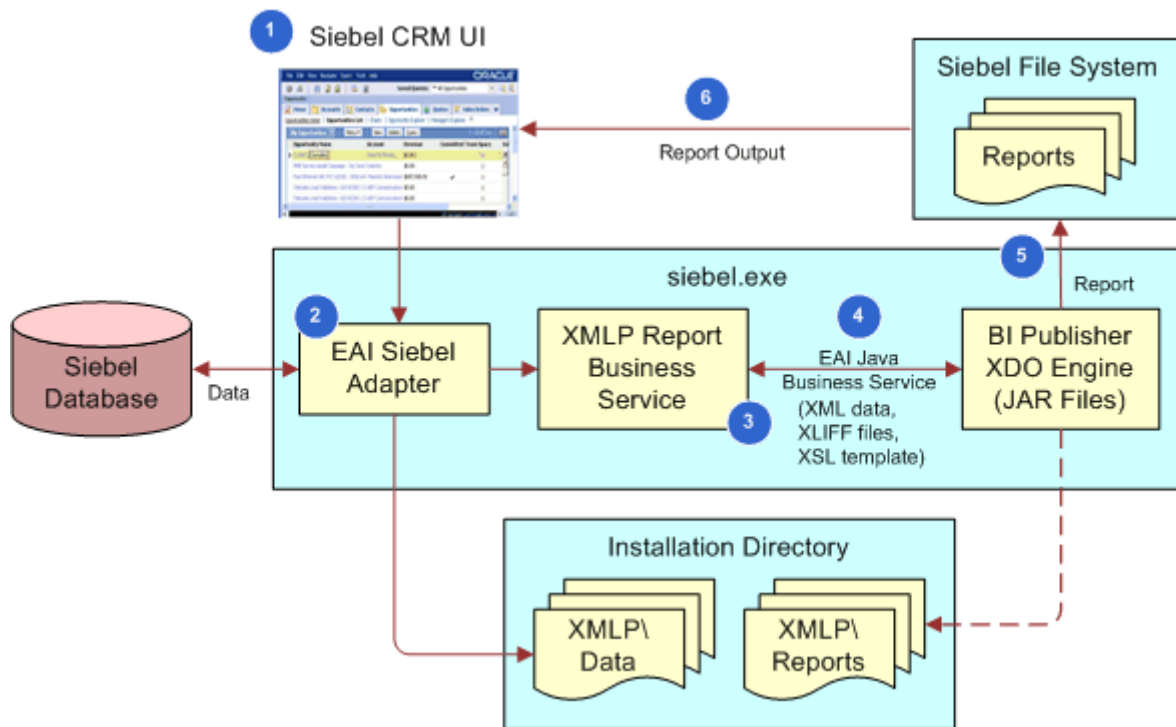 1
Siebel CRM UI
ORACLE
Siebel File System
Reports
6
Report Output
5
Report
siebel.exe
Siebel
Database
Data
2
EAI Siebel
Adapter
XMLP Report
Business
Service
3
4
EAI Java
Business Service
(XML data,
XLIFF files,
XSL template)
BI Publisher
XDO Engine
(JAR Files)
Installation Directory
XMLP\
Data
XMLP\
Reports